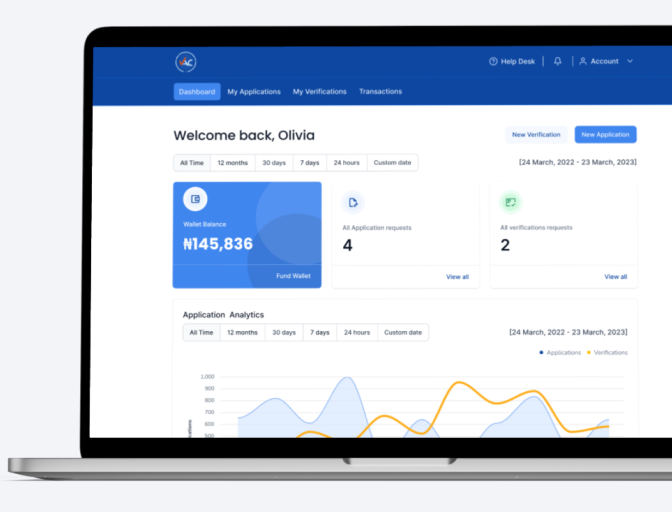 VAC
Help Desk
Account
Dashboard
My Applications
My Verifications
Transactions
Welcome back, Olivia
New Verification
New Application
All Time
12 months
30 days
7 days
24 hours
Custom date
[24 March, 2022 - 23 March, 2023]
Wallet Balance
₦145,836
Fund Wallet
All Application requests
4
View all
All verifications requests
2
View all
Application Analytics
All Time
12 months
30 days
7 days
24 hours
Custom date
[24 March, 2022 - 23 March, 2023]
Applications
Verifications
1,000
900
800
700
600
500